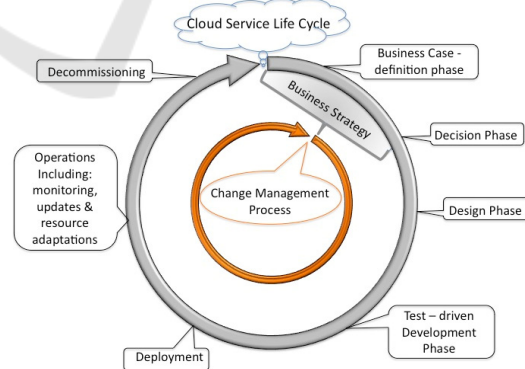 Cloud Service Life Cycle
Business Case -
definition phase
Business Strategy
Decision Phase
Design Phase
Test – driven
Development
Phase
Deployment
Operations
Including:
monitoring,
updates &
resource
adaptations
Decommissioning
Change Management
Process